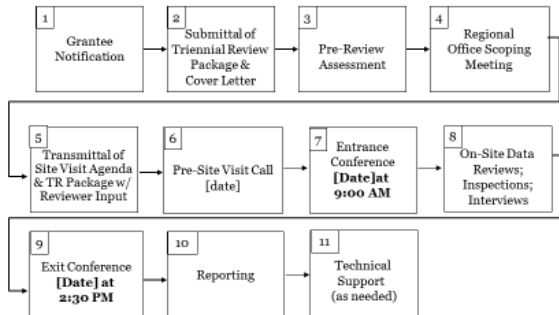 1
Grantee
Notification
2
Submittal of
Triennial Review
Package &
Cover Letter
3
Pre-Review
Assessment
4
Regional
Office Scoping
Meeting
5
Transmittal of
Site Visit Agenda
& TR Package w/
Reviewer Input
6
Pre-Site Visit Call
[date]
7
Entrance
Conference
[Date]at
9:00 AM
8
On-Site Data
Reviews;
Inspections;
Interviews
9
Exit Conference
[Date] at
2:30 PM
10
Reporting
11
Technical
Support
(as needed)